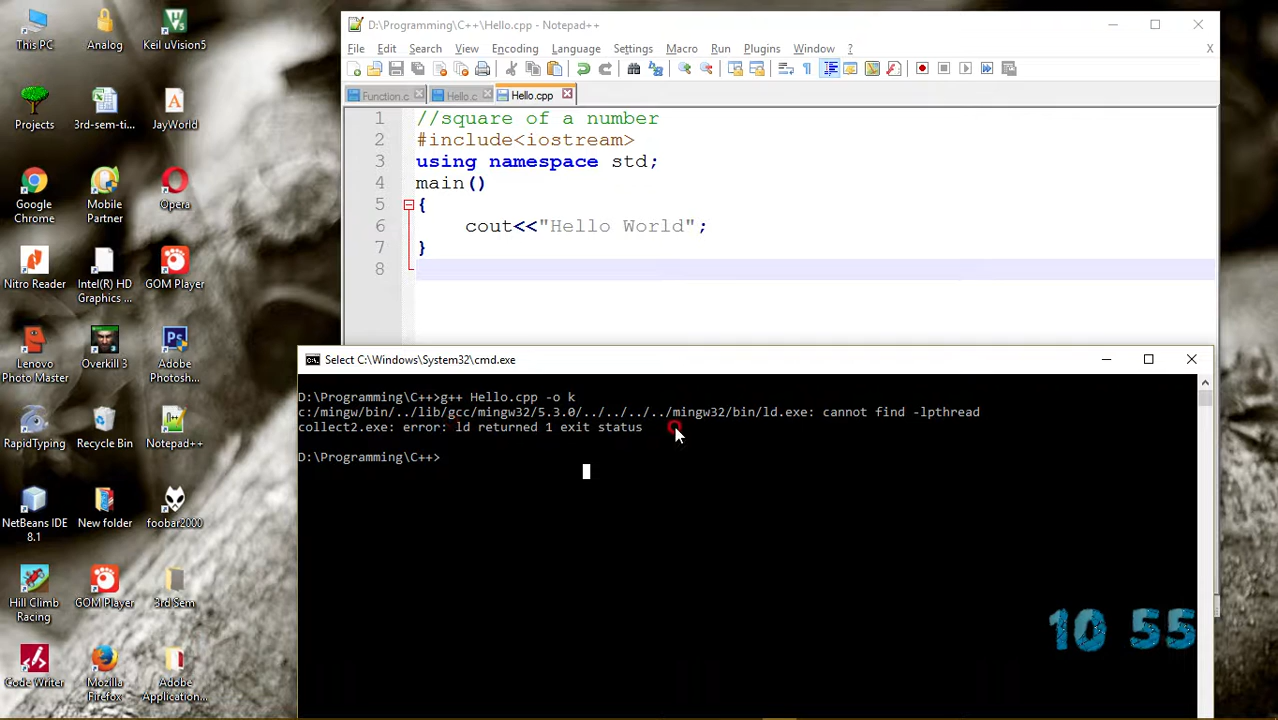 This PC
Analog
Keil uVision5
Projects
3rd-sem-ti...
JayWorld
Google
Chrome
Mobile
Partner
Opera
Nitro Reader
Intel(R) HD
Graphics ...
GOM Player
Lenovo
Photo Master
Overkill 3
Adobe
Photosh...
RapidTyping
Recycle Bin
Notepad++
NetBeans IDE
8.1
New folder
foobar2000
Hill Climb
Racing
GOM Player
3rd Sem
Code Writer
Mozilla
Firefox
Adobe
Application...
D:\Programming\C++\Hello.cpp - Notepad++
File Edit Search View Encoding Language Settings Macro Run Plugins Window ? X
Function.c Hello.c Hello.cpp
1 //square of a number
2 #include<iostream>
3 using namespace std;
4 main()
5 {
6 cout<<"Hello World";
7 }
8
Select C:\Windows\System32\cmd.exe
D:\Programming\C++>g++ Hello.cpp -o k
c:/mingw/bin/../lib/gcc/mingw32/5.3.0/../../../../mingw32/bin/ld.exe: cannot find -lpthread
collect2.exe: error: ld returned 1 exit status
D:\Programming\C++>
10 55